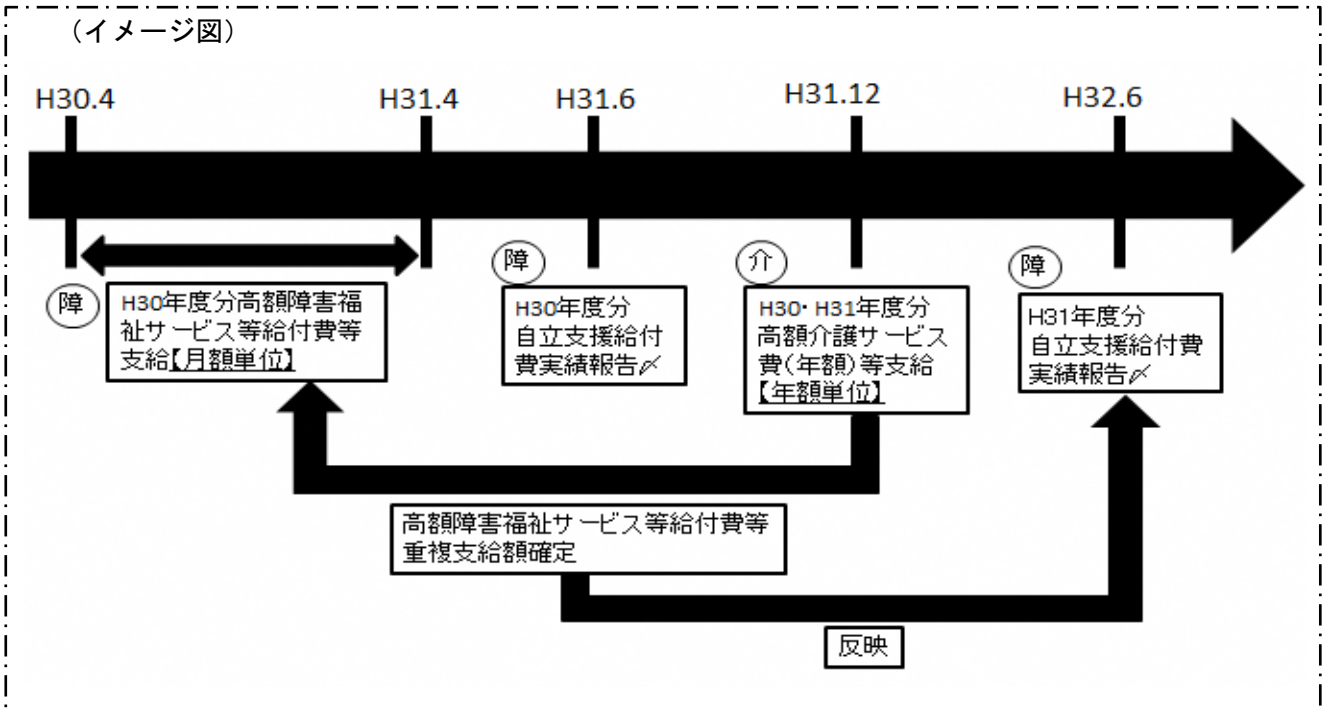 （イメージ図）
H30.4
H31.4
H31.6
H31.12
H32.6
障
H30年度分高額障害福
祉サービス等給付費等
支給【月額単位】
障
H30年度分
自立支援給付
費実績報告〆
介
H30・H31年度分
高額介護サービス
費(年額)等支給
【年額単位】
障
H31年度分
自立支援給付費
実績報告〆
高額障害福祉サービス等給付費等
重複支給額確定
反映